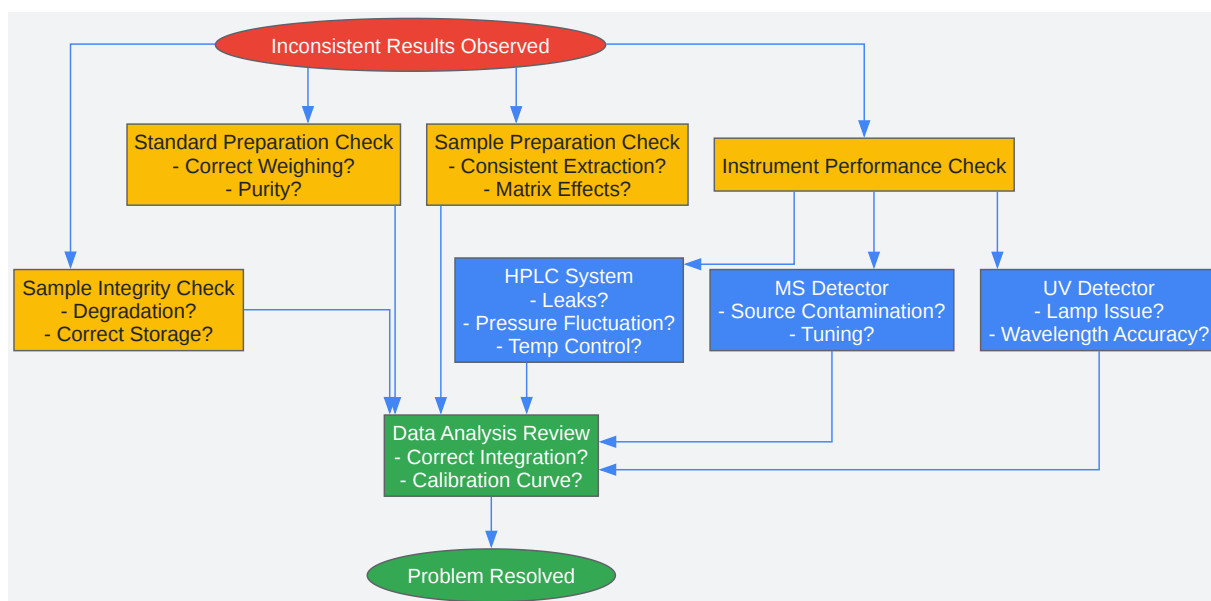 Inconsistent Results Observed
Standard Preparation Check
- Correct Weighing?
- Purity?
Sample Preparation Check
- Consistent Extraction?
- Matrix Effects?
Instrument Performance Check
Sample Integrity Check
- Degradation?
- Correct Storage?
HPLC System
- Leaks?
- Pressure Fluctuation?
- Temp Control?
MS Detector
- Source Contamination?
- Tuning?
UV Detector
- Lamp Issue?
- Wavelength Accuracy?
Data Analysis Review
- Correct Integration?
- Calibration Curve?
Problem Resolved